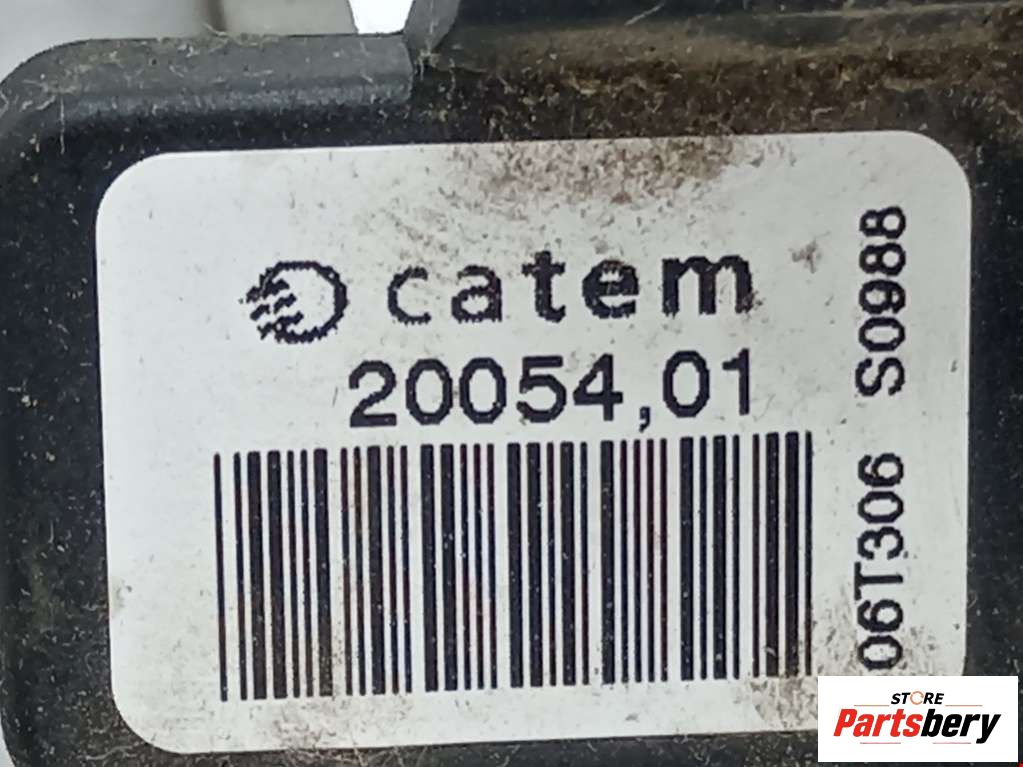 catem
20054,01
06T306 S0988
STORE
Partsbery